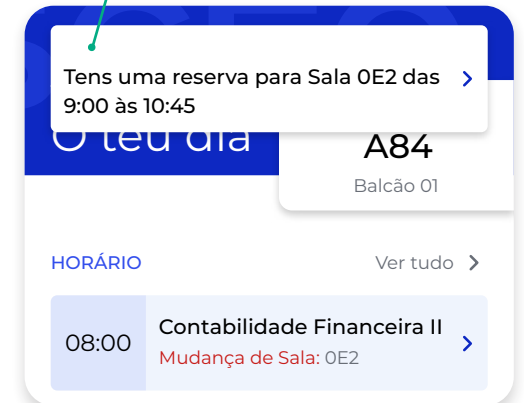 Tens uma reserva para Sala 0E2 das
9:00 às 10:45
O teu dia
A84
Balcão 01
HORÁRIO
Ver tudo
08:00
Contabilidade Financeira II
Mudança de Sala: 0E2